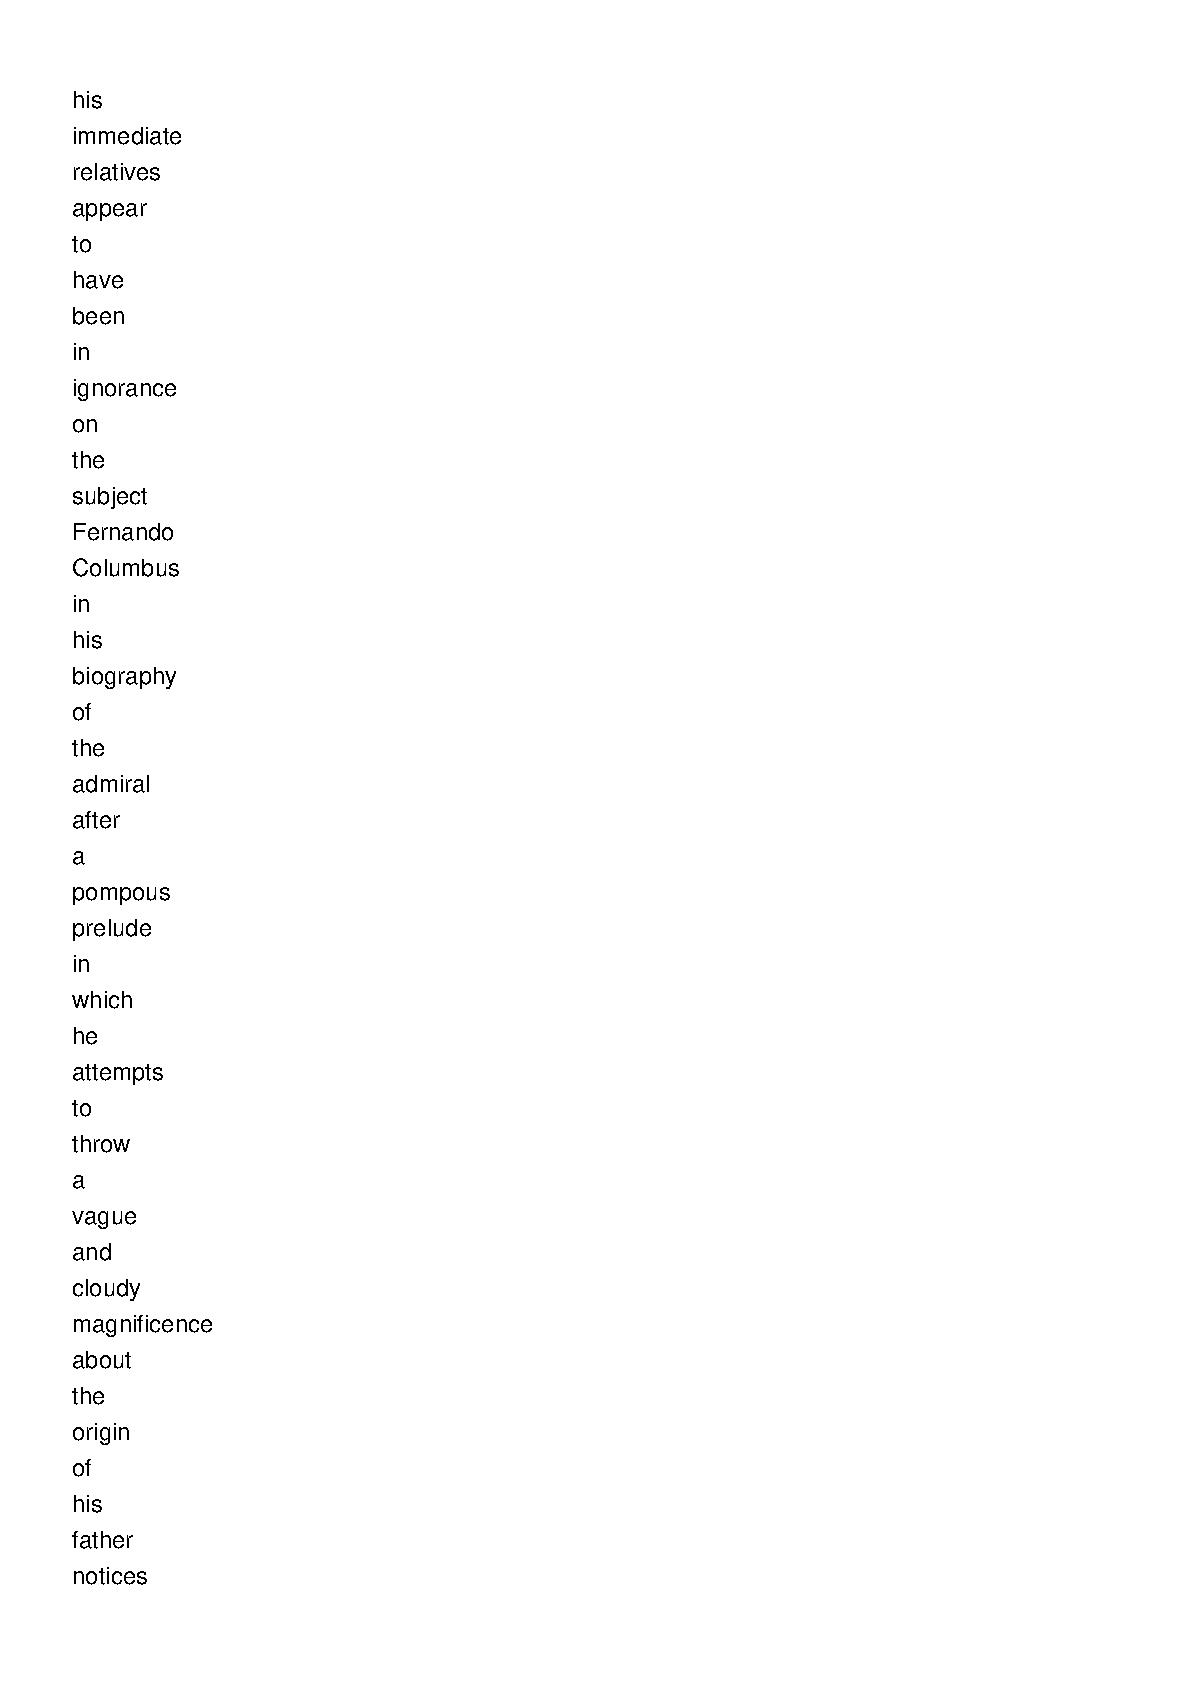 his
immediate
relatives
appear
to
have
been
in
ignorance
on
the
subject
Fernando
Columbus
in
his
biography
of
the
admiral
after
a
pompous
prelude
in
which
he
attempts
to
throw
a
vague
and
cloudy
magnificence
about
the
origin
of
his
father
notices